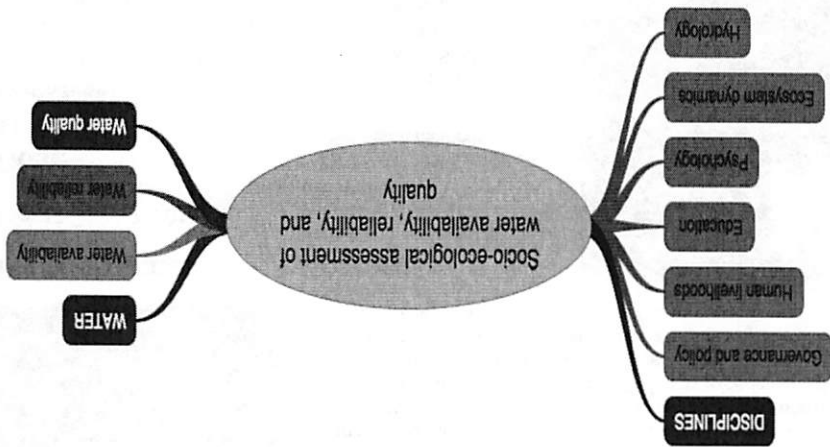 DISCIPLINES
Governance and policy
Human livelihoods
Education
Psychology
Ecosystem dynamics
Hydrology
Socio-ecological assessment of
water availability, reliability, and
quality
WATER
Water availability
Water reliability
Water quality